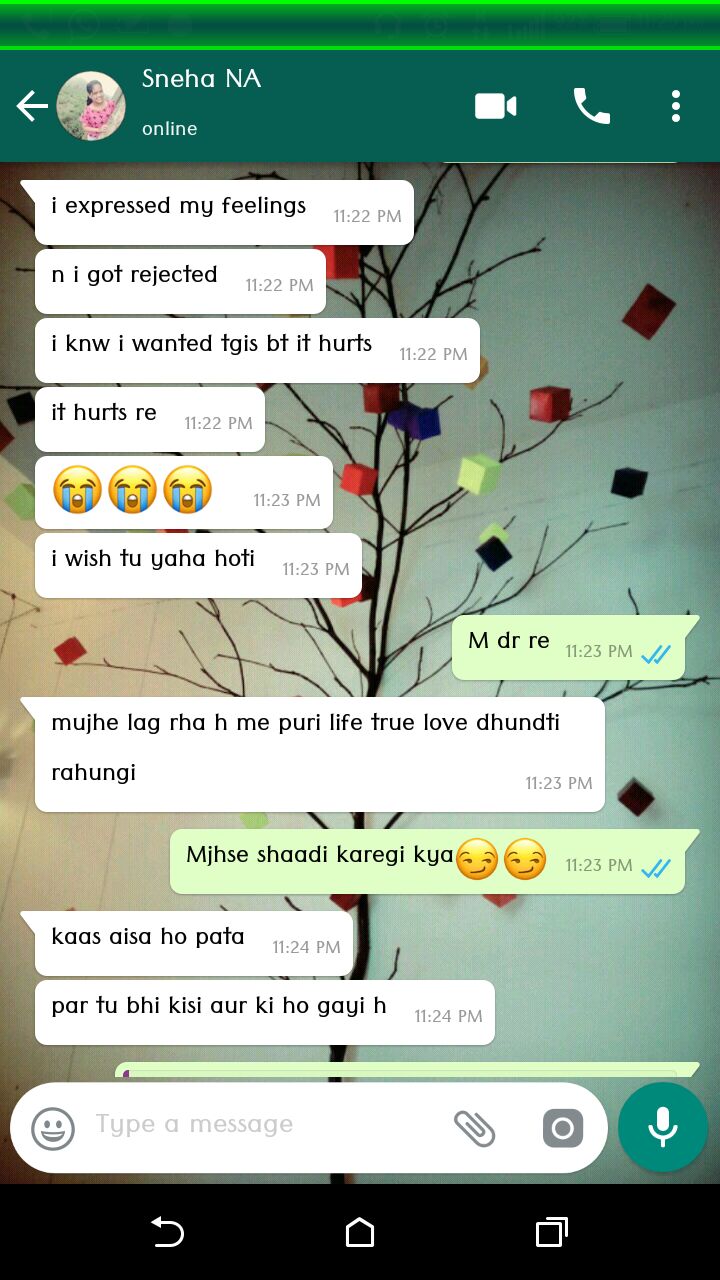 Sneha NA
online
i expressed my feelings 11:22 PM
n i got rejected 11:22 PM
i knw i wanted tgis bt it hurts 11:22 PM
it hurts re 11:22 PM
😭😭😭 11:23 PM
i wish tu yaha hoti 11:23 PM
M dr re 11:23 PM
mujhe lag rha h me puri life true love dhundti
rahungi 11:23 PM
Mjhse shaadi karegi kya😏😏 11:23 PM
kaas aisa ho pata 11:24 PM
par tu bhi kisi aur ki ho gayi h 11:24 PM
Type a message